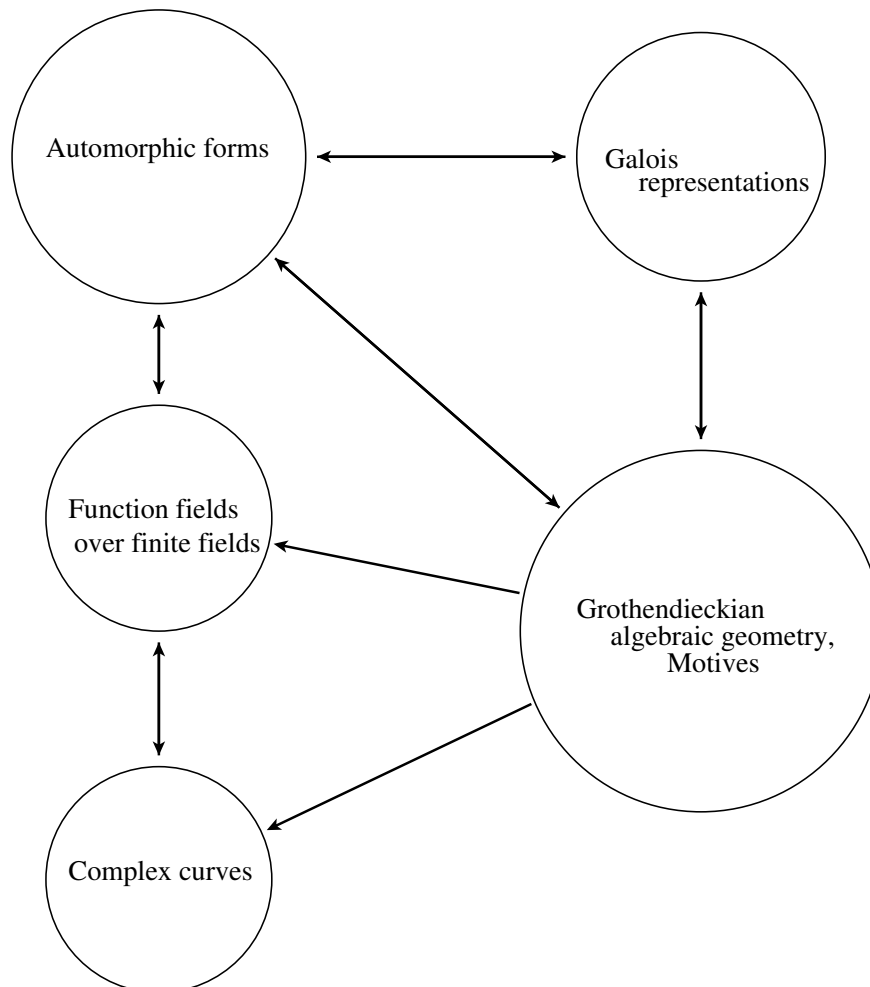 Automorphic forms
Galois
representations
Function fields
over finite fields
Grothendieckian
algebraic geometry,
Motives
Complex curves